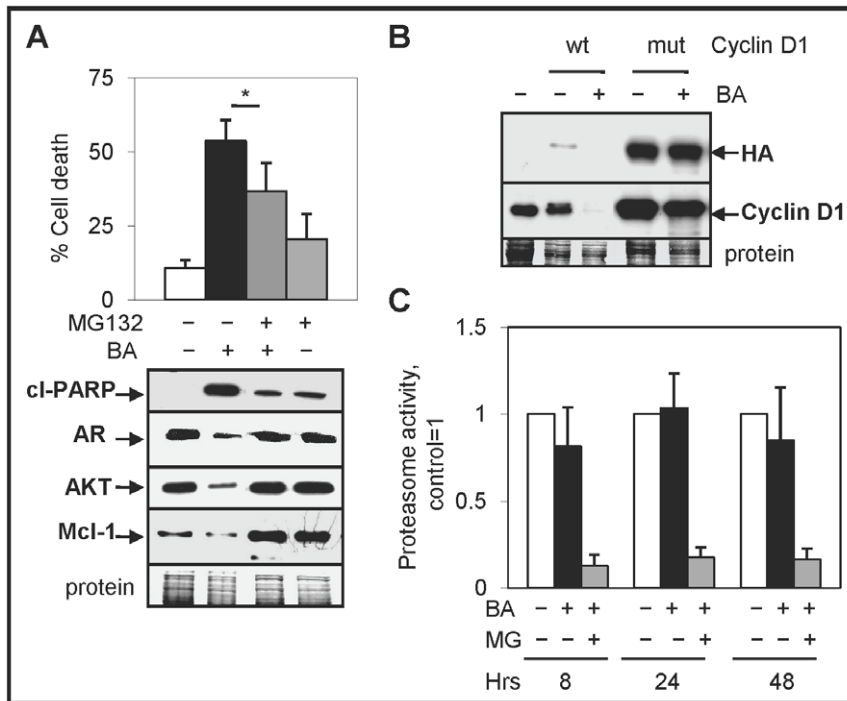 A
75
50
25
0
% Cell death
*
MG132 – – + +
BA – + + –
cl-PARP
AR
AKT
Mcl-1
protein
B
wt mut Cyclin D1
– – + – + BA
HA
Cyclin D1
protein
C
1.5
1
0.5
0
Proteasome activity,
control=1
BA – + + – + + – + +
MG – – + – – + – – +
Hrs 8 24 48